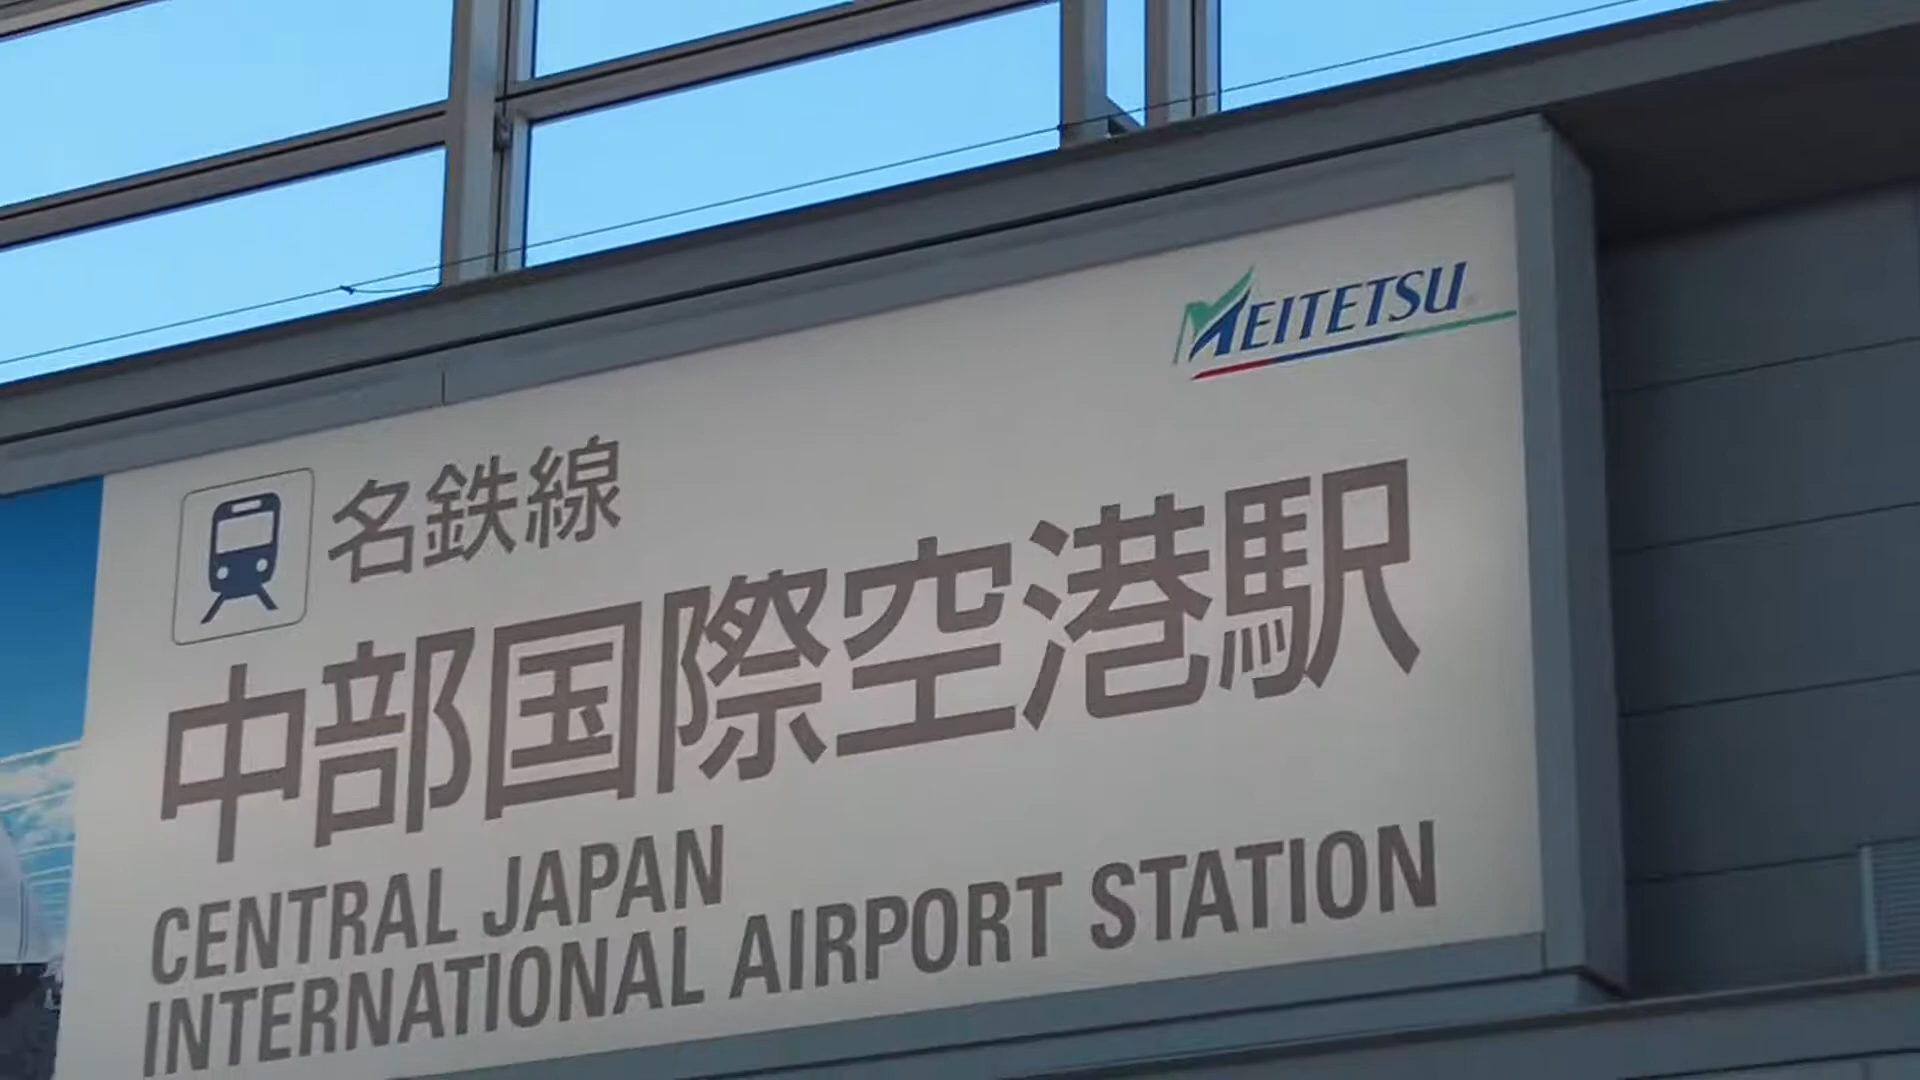 MEITETSU
名鉄線
中部国際空港駅
CENTRAL JAPAN
INTERNATIONAL AIRPORT STATION